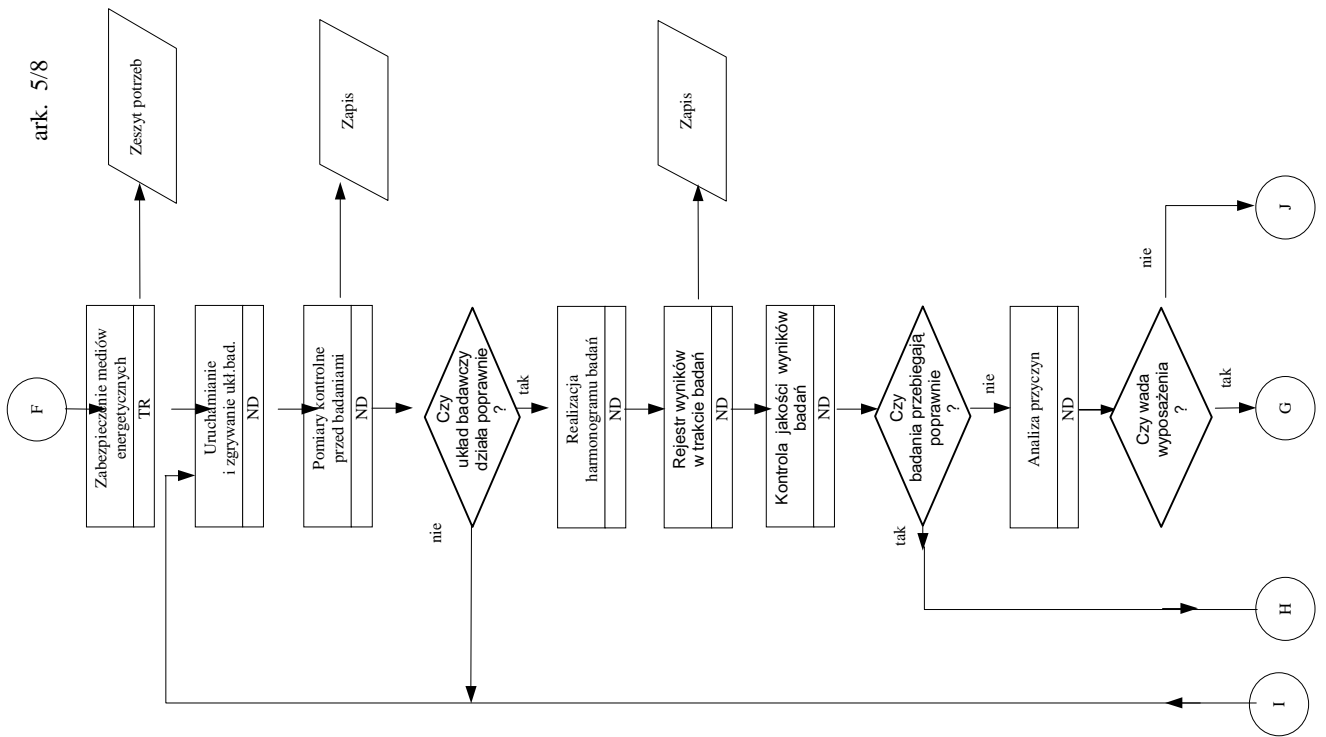 ark. 5/8
F
Zabezpieczenie mediów
energetycznych
TR
Zeszyt potrzeb
Uruchamianie
i zgrywanie ukł.bad.
ND
Pomiary kontrolne
przed badaniami
ND
Zapis
Czy
układ badawczy
działa poprawnie
?
nie
tak
Realizacja
harmonogramu badań
ND
Rejestr wyników
w trakcie badań
ND
Zapis
Kontrola jakości wyników
badań
ND
Czy
badania przebiegają
poprawnie
?
tak
nie
Analiza przyczyn
ND
Czy wada
wyposażenia
?
nie
tak
I
H
G
J